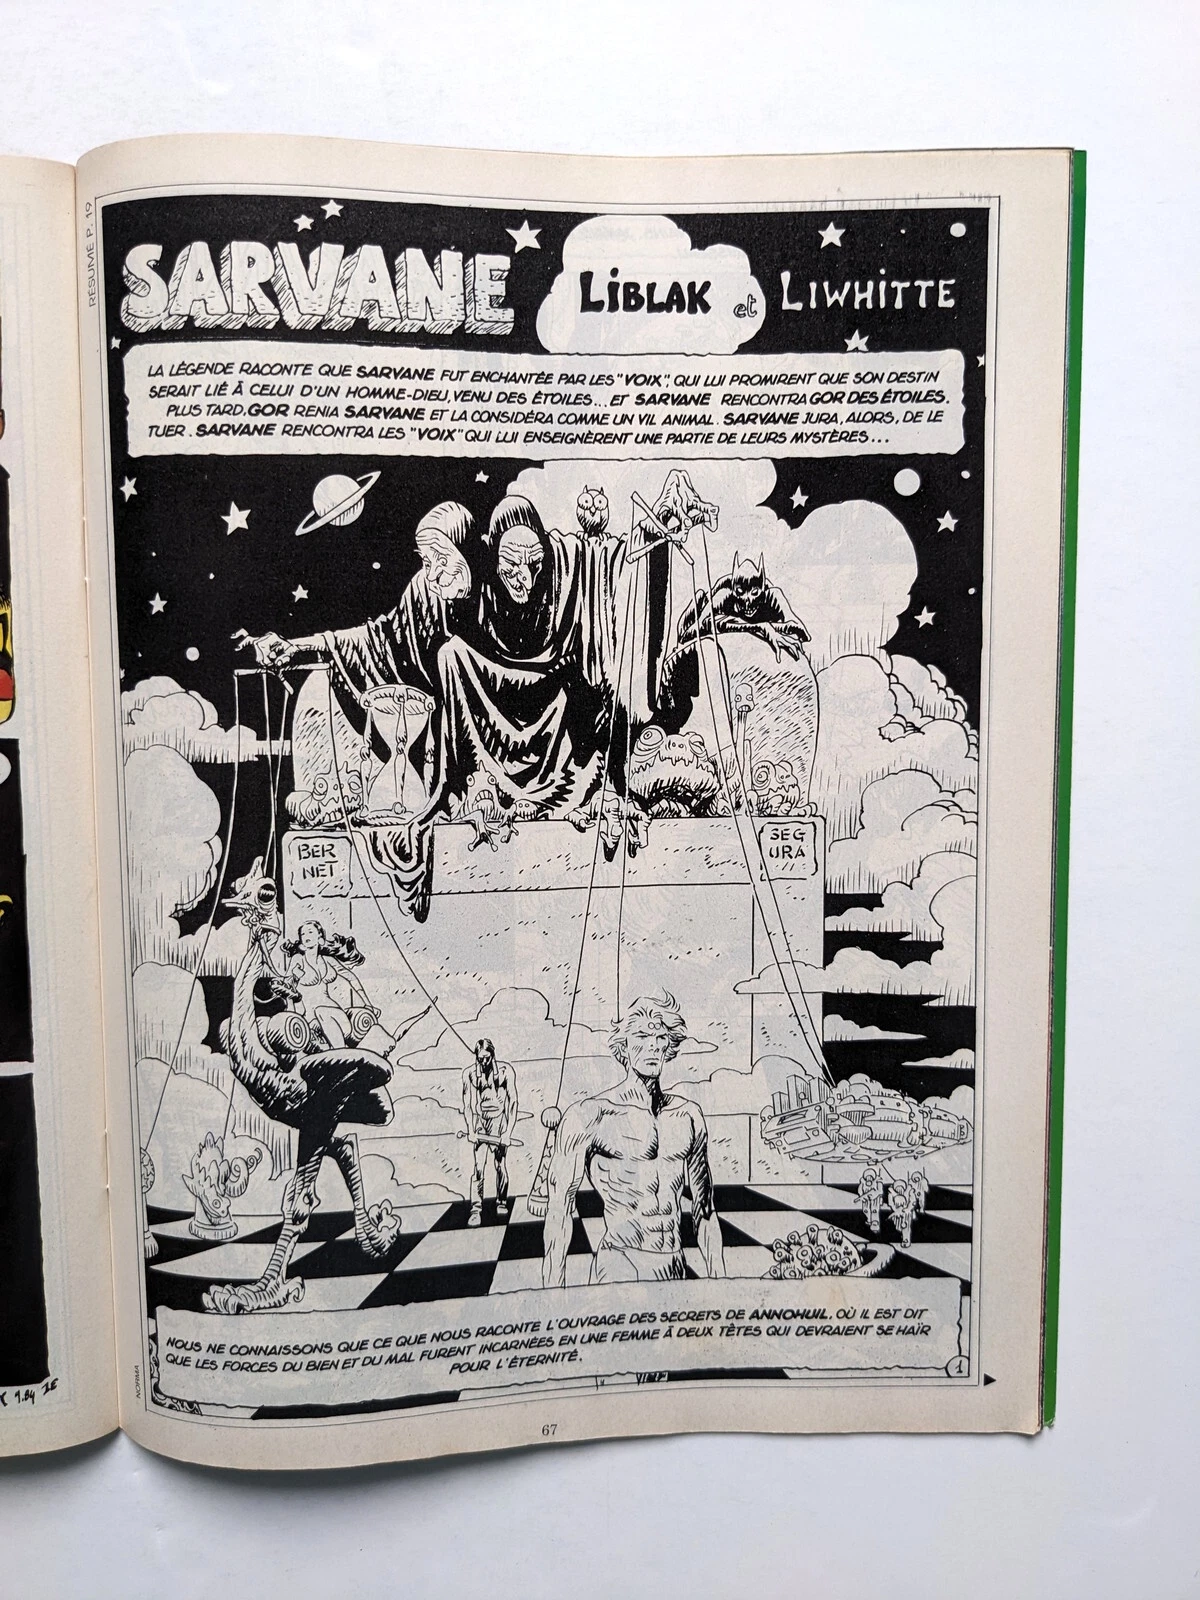 RÉSUMÉ P. 19
SARVANE
LIBLAK et LIWHITTE
LA LÉGENDE RACONTE QUE SARVANE FUT ENCHANTÉE PAR LES "VOIX", QUI LUI PROMIRENT QUE SON DESTIN
SERAIT LIÉ À CELUI D'UN HOMME-DIEU, VENU DES ÉTOILES... ET SARVANE RENCONTRA GOR DES ÉTOILES.
PLUS TARD, GOR RENIA SARVANE ET LA CONSIDÉRA COMME UN VIL ANIMAL. SARVANE JURA, ALORS, DE LE
TUER. SARVANE RENCONTRA LES "VOIX" QUI LUI ENSEIGNÈRENT UNE PARTIE DE LEURS MYSTÈRES...
BER
NET
SEG
URA
NOUS NE CONNAISSONS QUE CE QUE NOUS RACONTE L'OUVRAGE DES SECRETS DE ANNOHUIL, OÙ IL EST DIT
QUE LES FORCES DU BIEN ET DU MAL FURENT INCARNÉES EN UNE FEMME À DEUX TÊTES QUI DEVRAIENT SE HAÏR
POUR L'ÉTERNITÉ.
1
NORMA
9.84
67